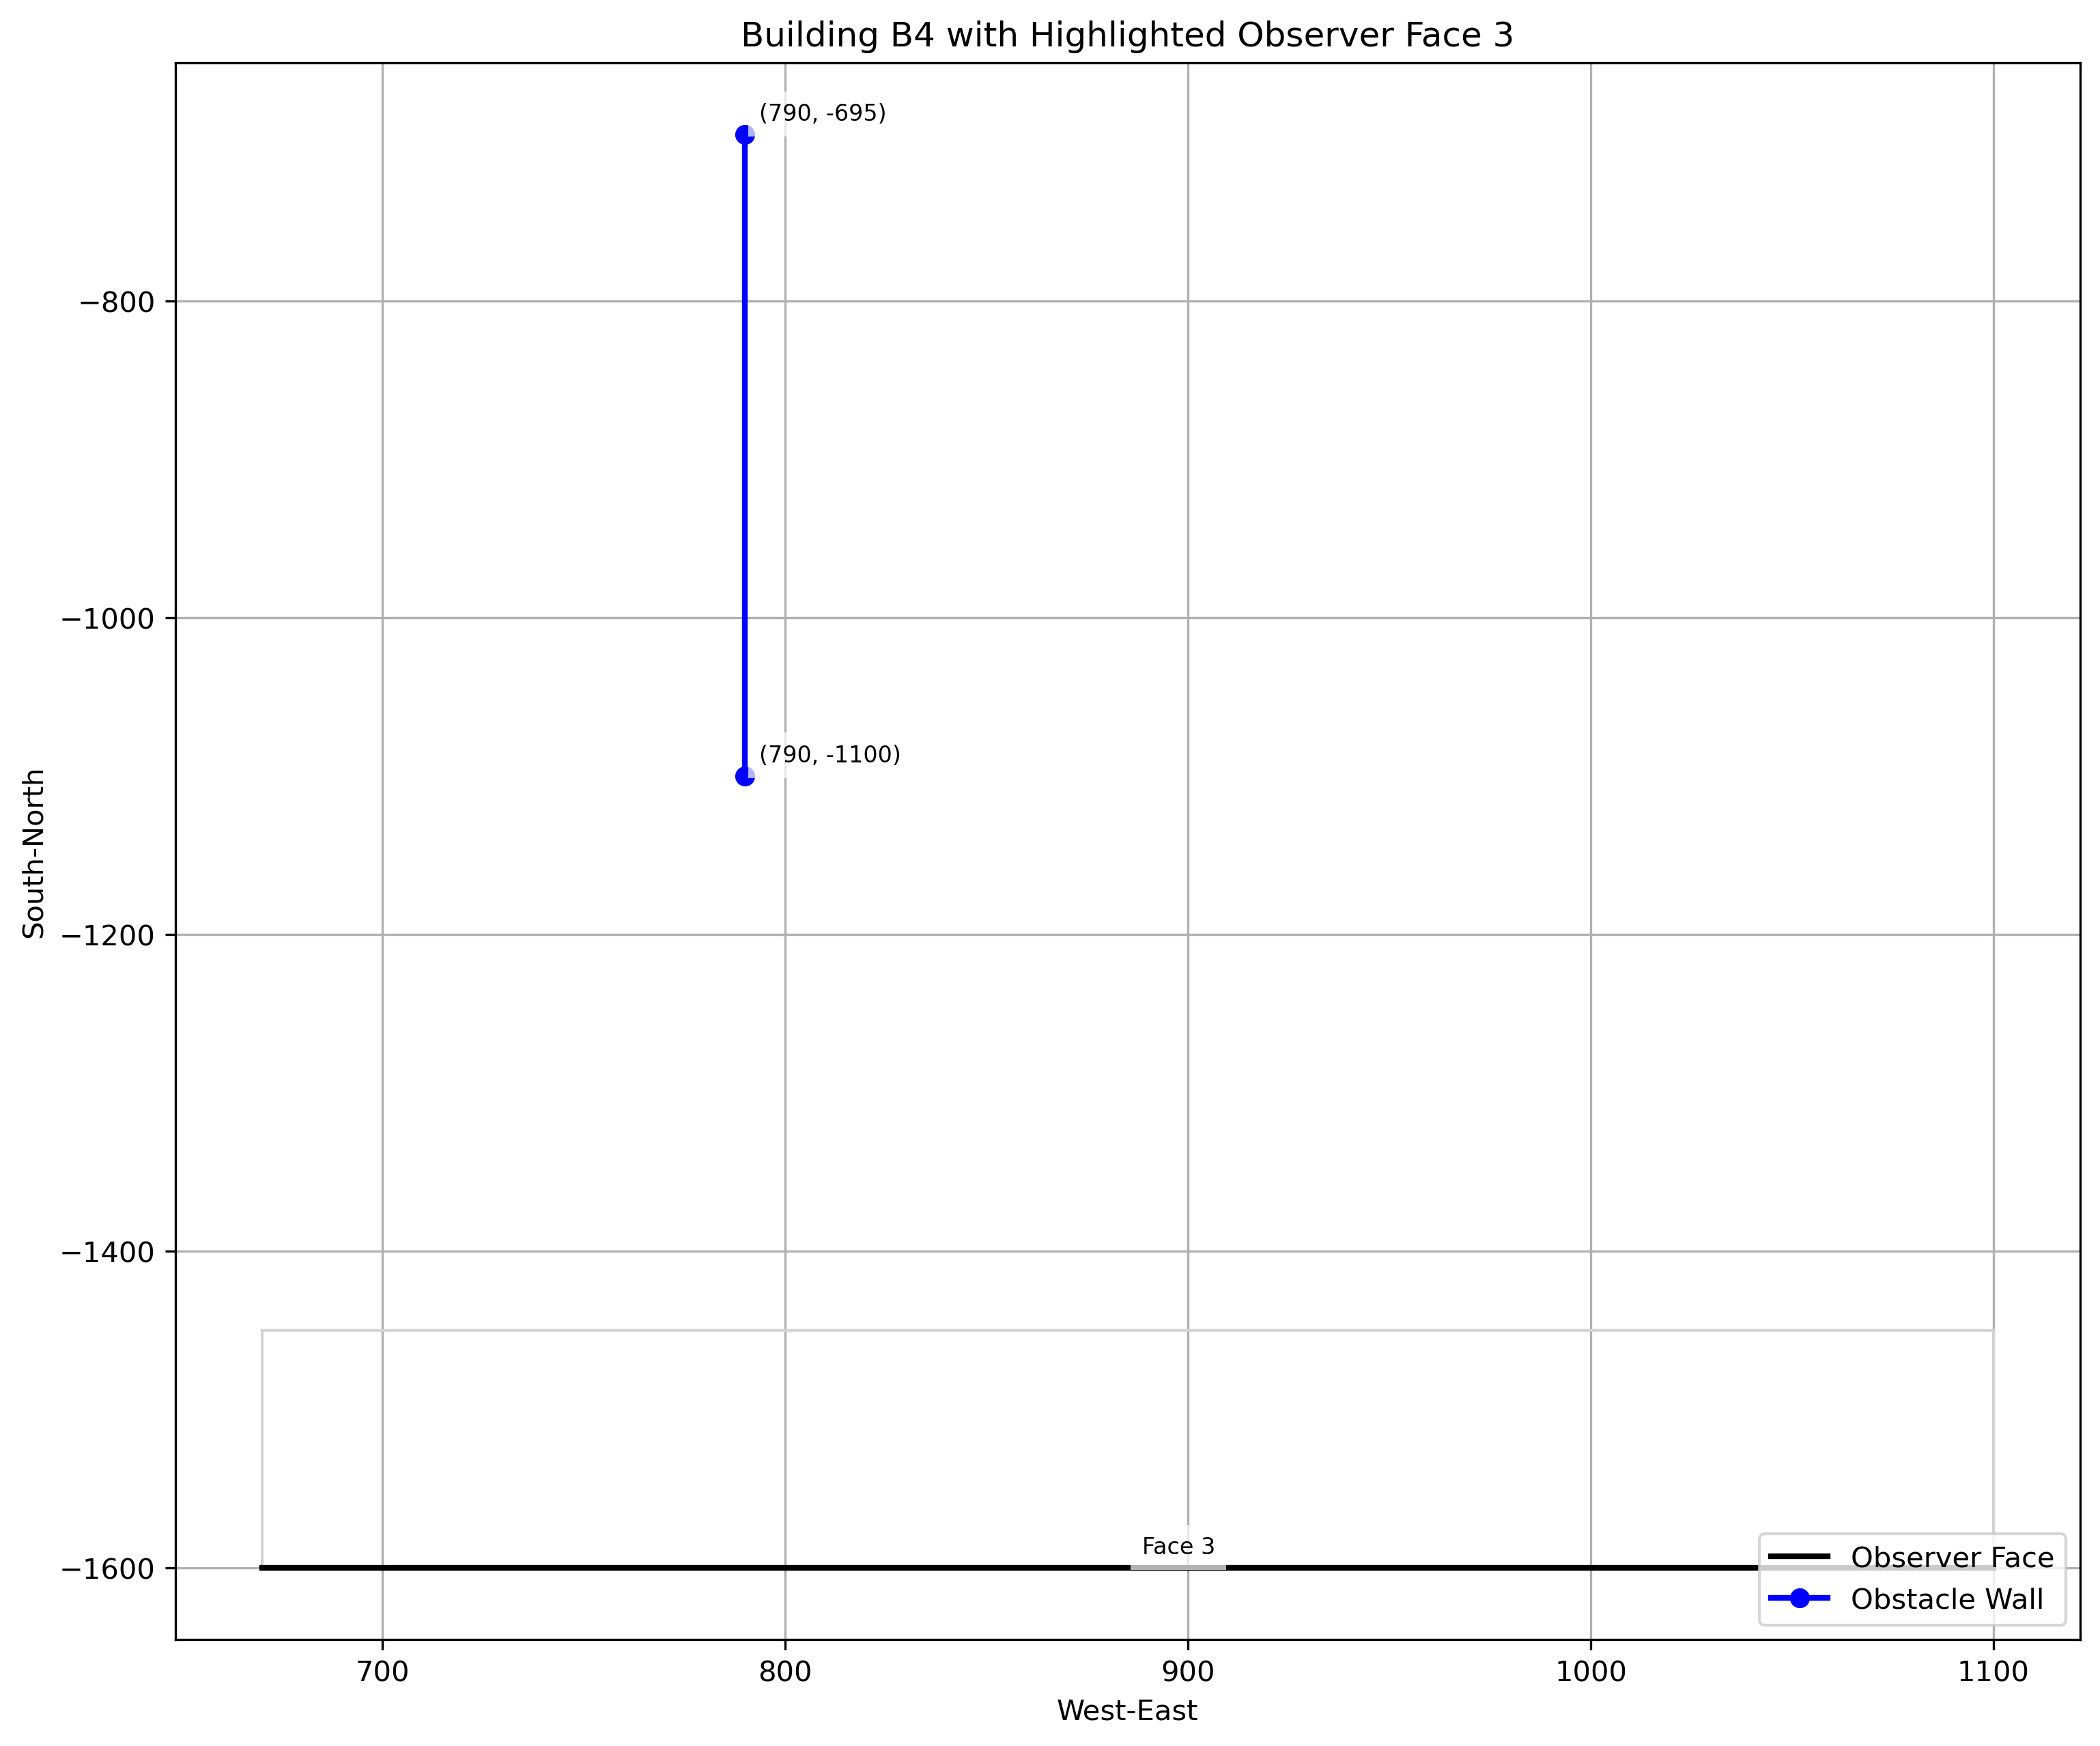 Building B4 with Highlighted Observer Face 3
(790, -695)
−800
−1000
(790, -1100)
South-North
−1200
−1400
Face 3
−1600
Observer Face
Obstacle Wall
700
800
900
1000
1100
West-East